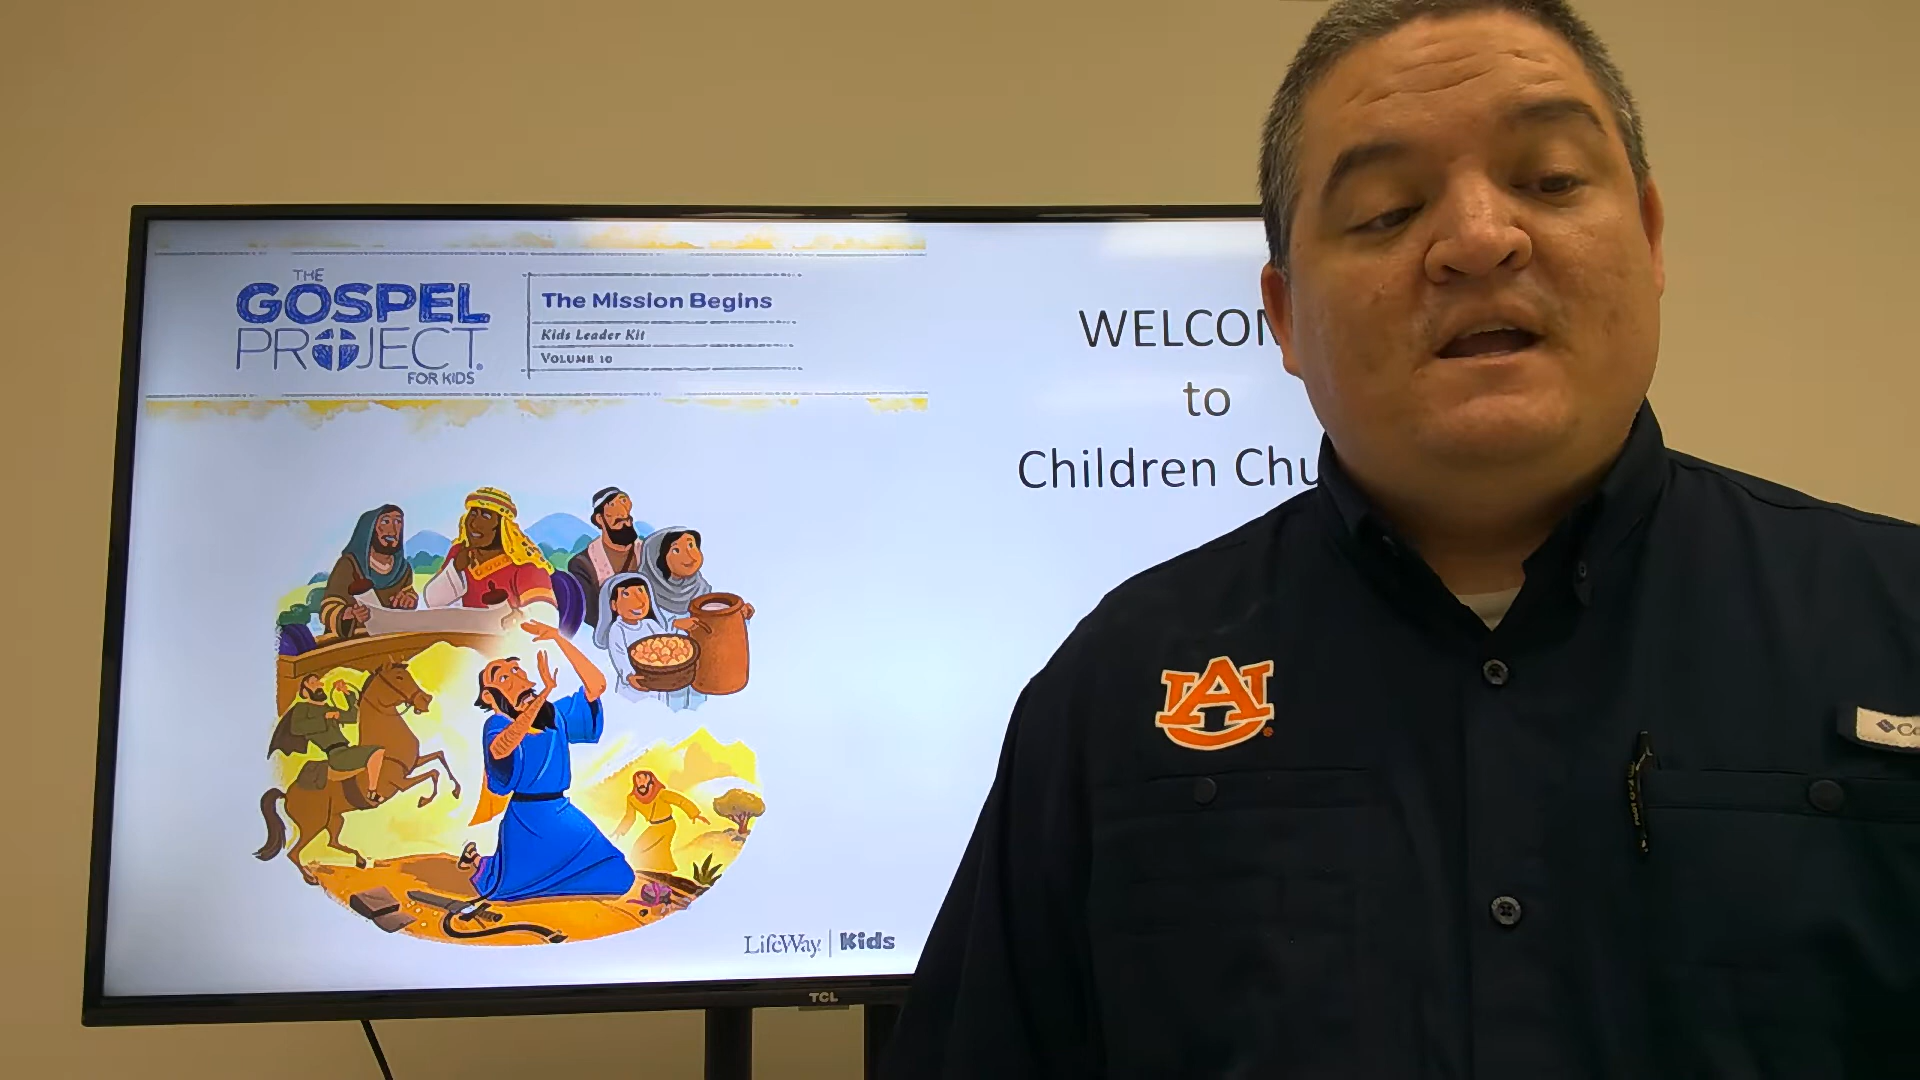 THE
GOSPEL
PROJECT
FOR KIDS
The Mission Begins
Kids Leader Kit
VOLUME 10
WELCOM
to
Children Chu
LifeWay | Kids
TCL
AU
Co